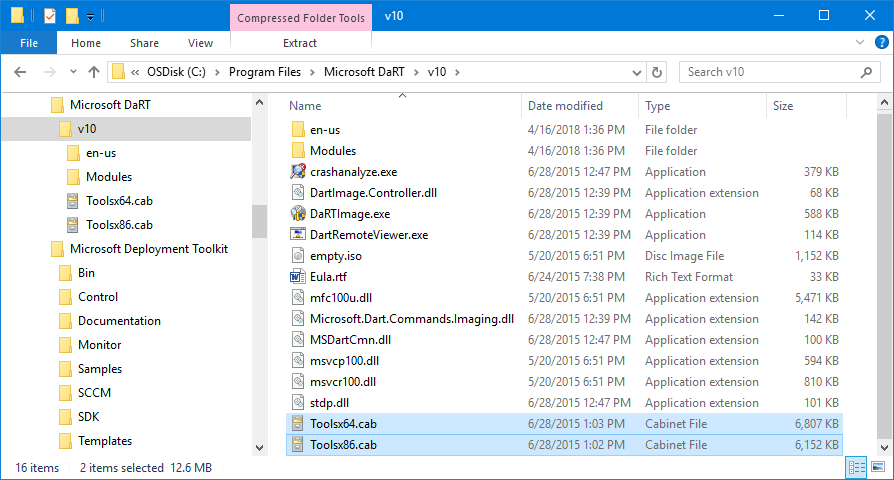 Compressed Folder Tools v10
File Home Share View Extract
« OSDisk (C:) > Program Files > Microsoft DaRT > v10 > Search v10
Microsoft DaRT
v10
en-us
Modules
Toolsx64.cab
Toolsx86.cab
Microsoft Deployment Toolkit
Bin
Control
Documentation
Monitor
Samples
SCCM
SDK
Templates
Name Date modified Type Size
en-us 4/16/2018 1:36 PM File folder
Modules 4/16/2018 1:36 PM File folder
crashanalyze.exe 6/28/2015 12:47 PM Application 379 KB
DartImage.Controller.dll 6/28/2015 12:39 PM Application extension 68 KB
DaRTImage.exe 6/28/2015 12:39 PM Application 588 KB
DartRemoteViewer.exe 6/28/2015 12:39 PM Application 114 KB
empty.iso 5/20/2015 6:51 PM Disc Image File 1,152 KB
Eula.rtf 6/24/2015 7:38 PM Rich Text Format 33 KB
mfc100u.dll 5/20/2015 6:51 PM Application extension 5,471 KB
Microsoft.Dart.Commands.Imaging.dll 6/28/2015 12:39 PM Application extension 142 KB
MSDartCmn.dll 6/28/2015 12:47 PM Application extension 100 KB
msvcp100.dll 5/20/2015 6:51 PM Application extension 594 KB
msvcr100.dll 5/20/2015 6:51 PM Application extension 810 KB
stdp.dll 6/28/2015 12:47 PM Application extension 101 KB
Toolsx64.cab 6/28/2015 1:03 PM Cabinet File 6,807 KB
Toolsx86.cab 6/28/2015 1:02 PM Cabinet File 6,152 KB
16 items 2 items selected 12.6 MB